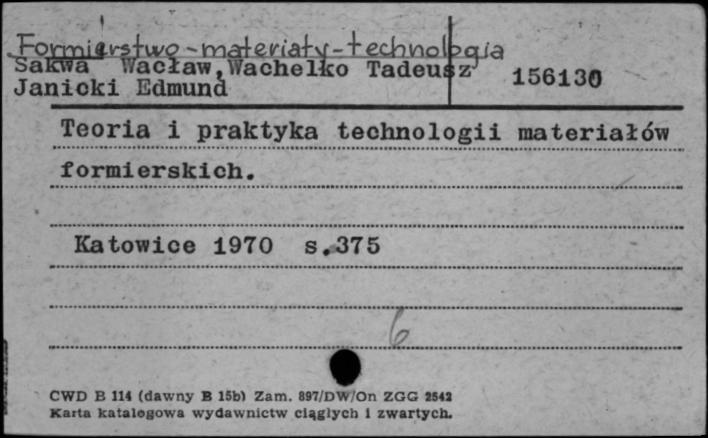 Formierstwo-materiały-technologia
Sakwa Wacław,Wachelko Tadeusz 156130
Janicki Edmund
Teoria i praktyka technologii materiałów
formierskich.
Katowice 1970 s.375
6
CWD B 114 (dawny B 15b) Zam. 897/DW/On ZGG 2542
Karta katalogowa wydawnictw ciągłych i zwartych.